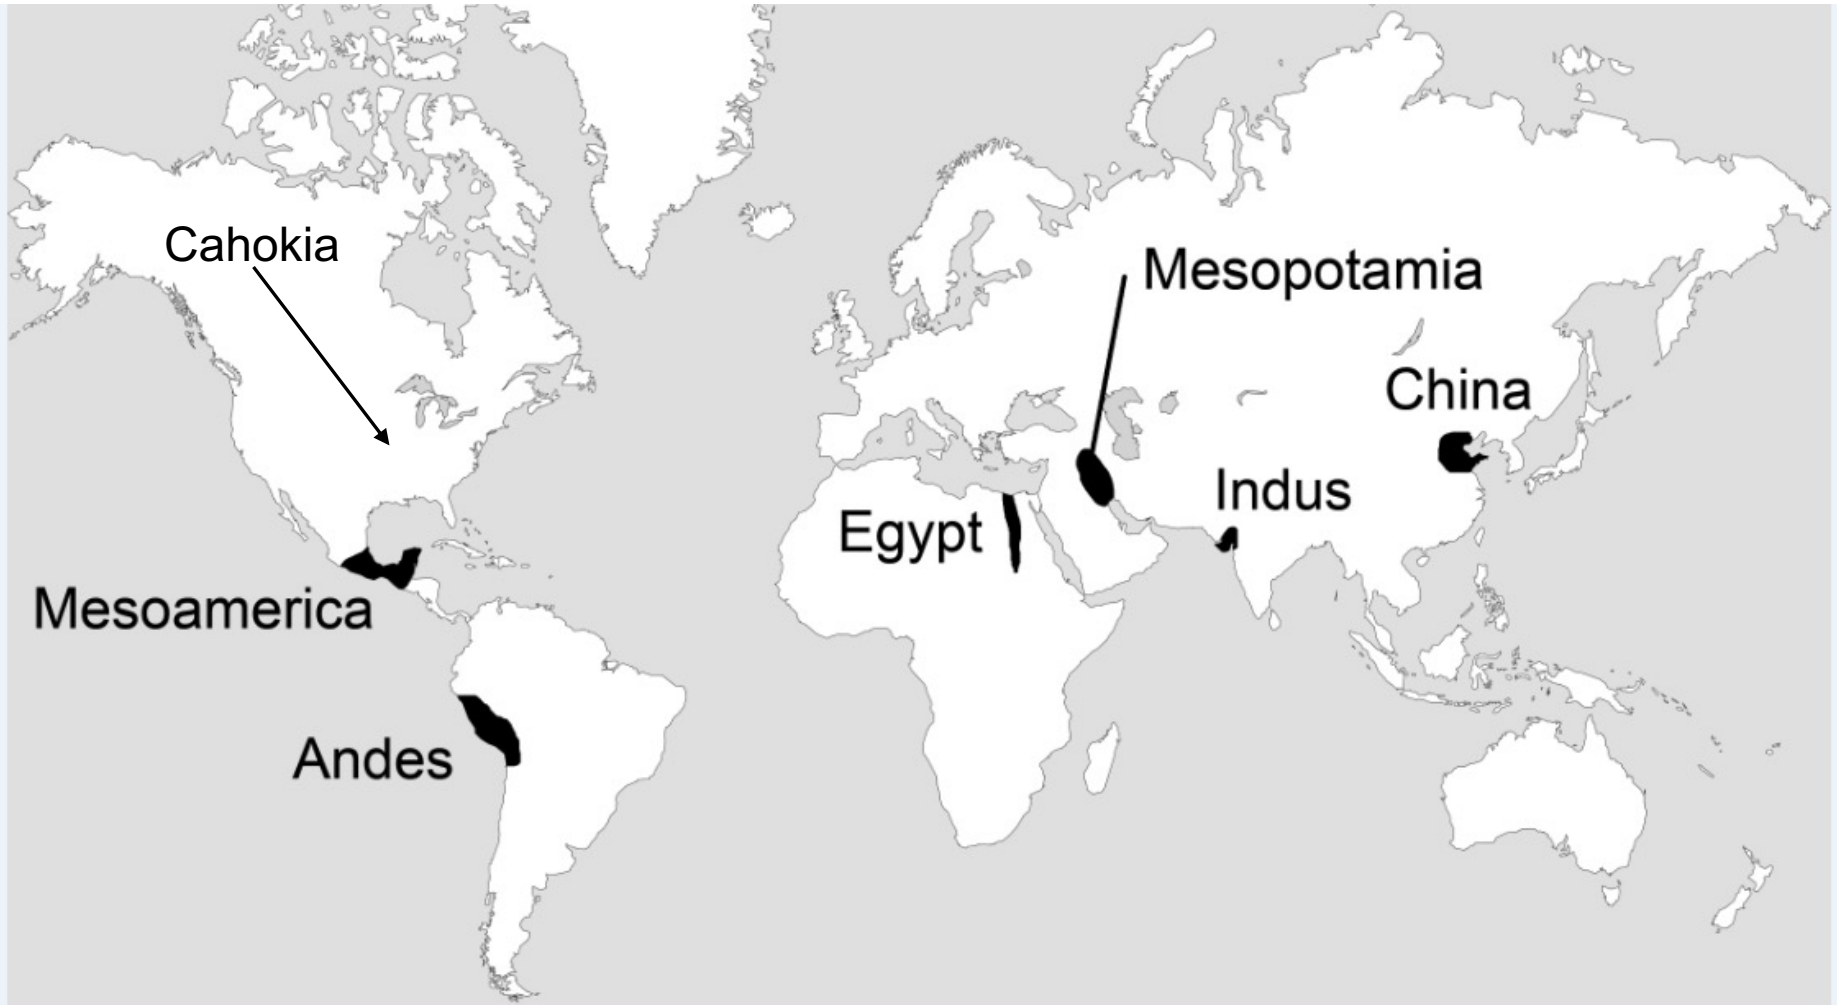 Cahokia
Mesopotamia
China
Indus
Egypt
Mesoamerica
Andes